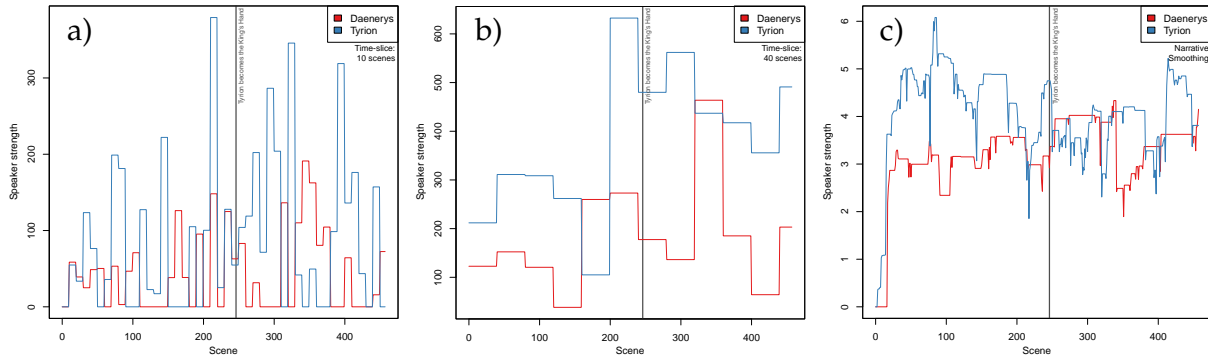 a)
Daenerys
Tyrion
Time-slice:
10 scenes
Tyrion becomes the King's Hand
Speaker strength
0
100
200
300
0
100
200
300
400
Scene
b)
Daenerys
Tyrion
Time-slice:
40 scenes
Tyrion becomes the King's Hand
Speaker strength
100
200
300
400
500
600
0
100
200
300
400
Scene
c)
Daenerys
Tyrion
Narrative
Smoothing
Tyrion becomes the King's Hand
Speaker strength
0
1
2
3
4
5
6
0
100
200
300
400
Scene